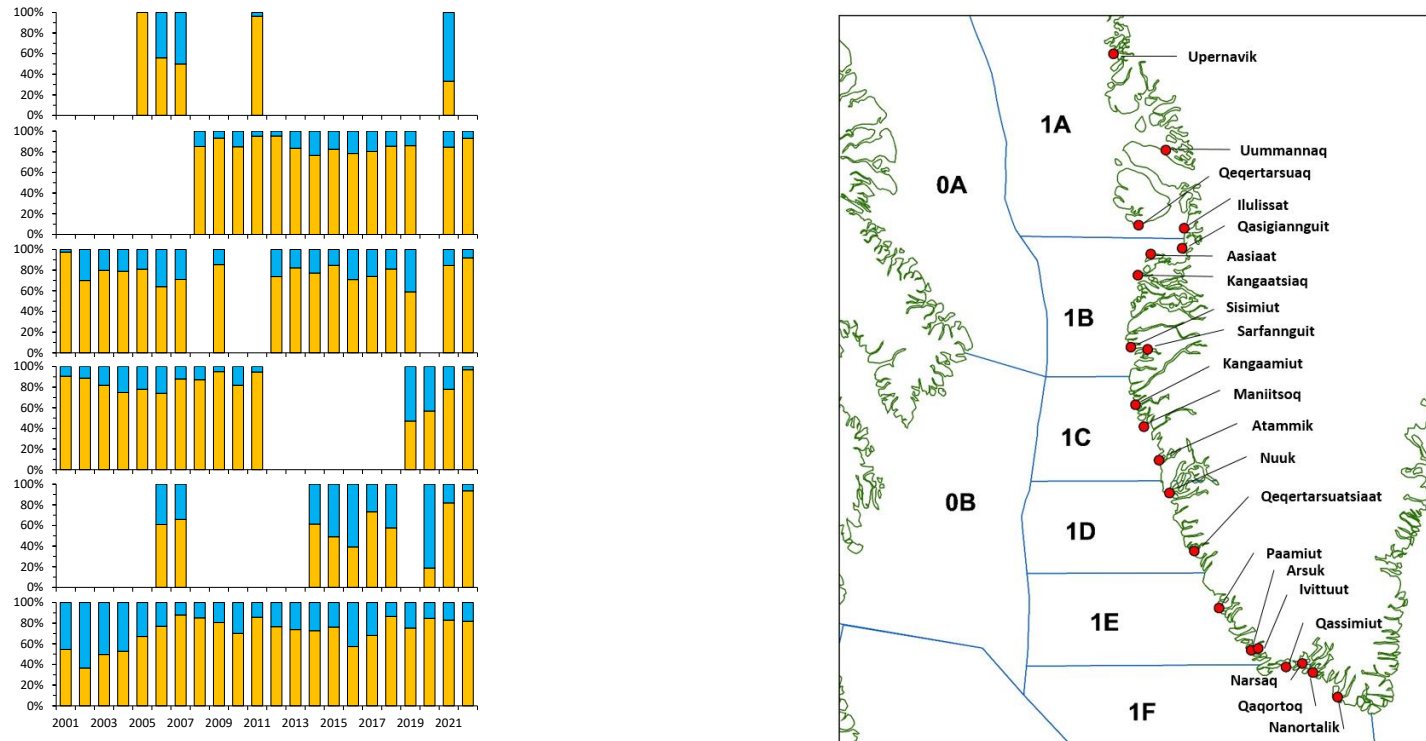 100%
80%
60%
40%
20%
0%
100%
80%
60%
40%
20%
0%
100%
80%
60%
40%
20%
0%
100%
80%
60%
40%
20%
0%
100%
80%
60%
40%
20%
0%
100%
80%
60%
40%
20%
0%
2001 2003 2005 2007 2009 2011 2013 2015 2017 2019 2021
Upernavik
1A
Uummannaq
Qeqertarsuaq
0A
Ilulissat
Qasigiannguit
Aasiaat
Kangaatsiaq
Sisimiut
1B
Sarfannguit
Kangaamiut
Maniitsoq
Atammik
1C
Nuuk
Qeqertarsuatsiaat
0B
1D
Paamiut
Arsuk
Ivittuut
1E
Qassimiut
Narsaq
Qaqortoq
1F
Nanortalik